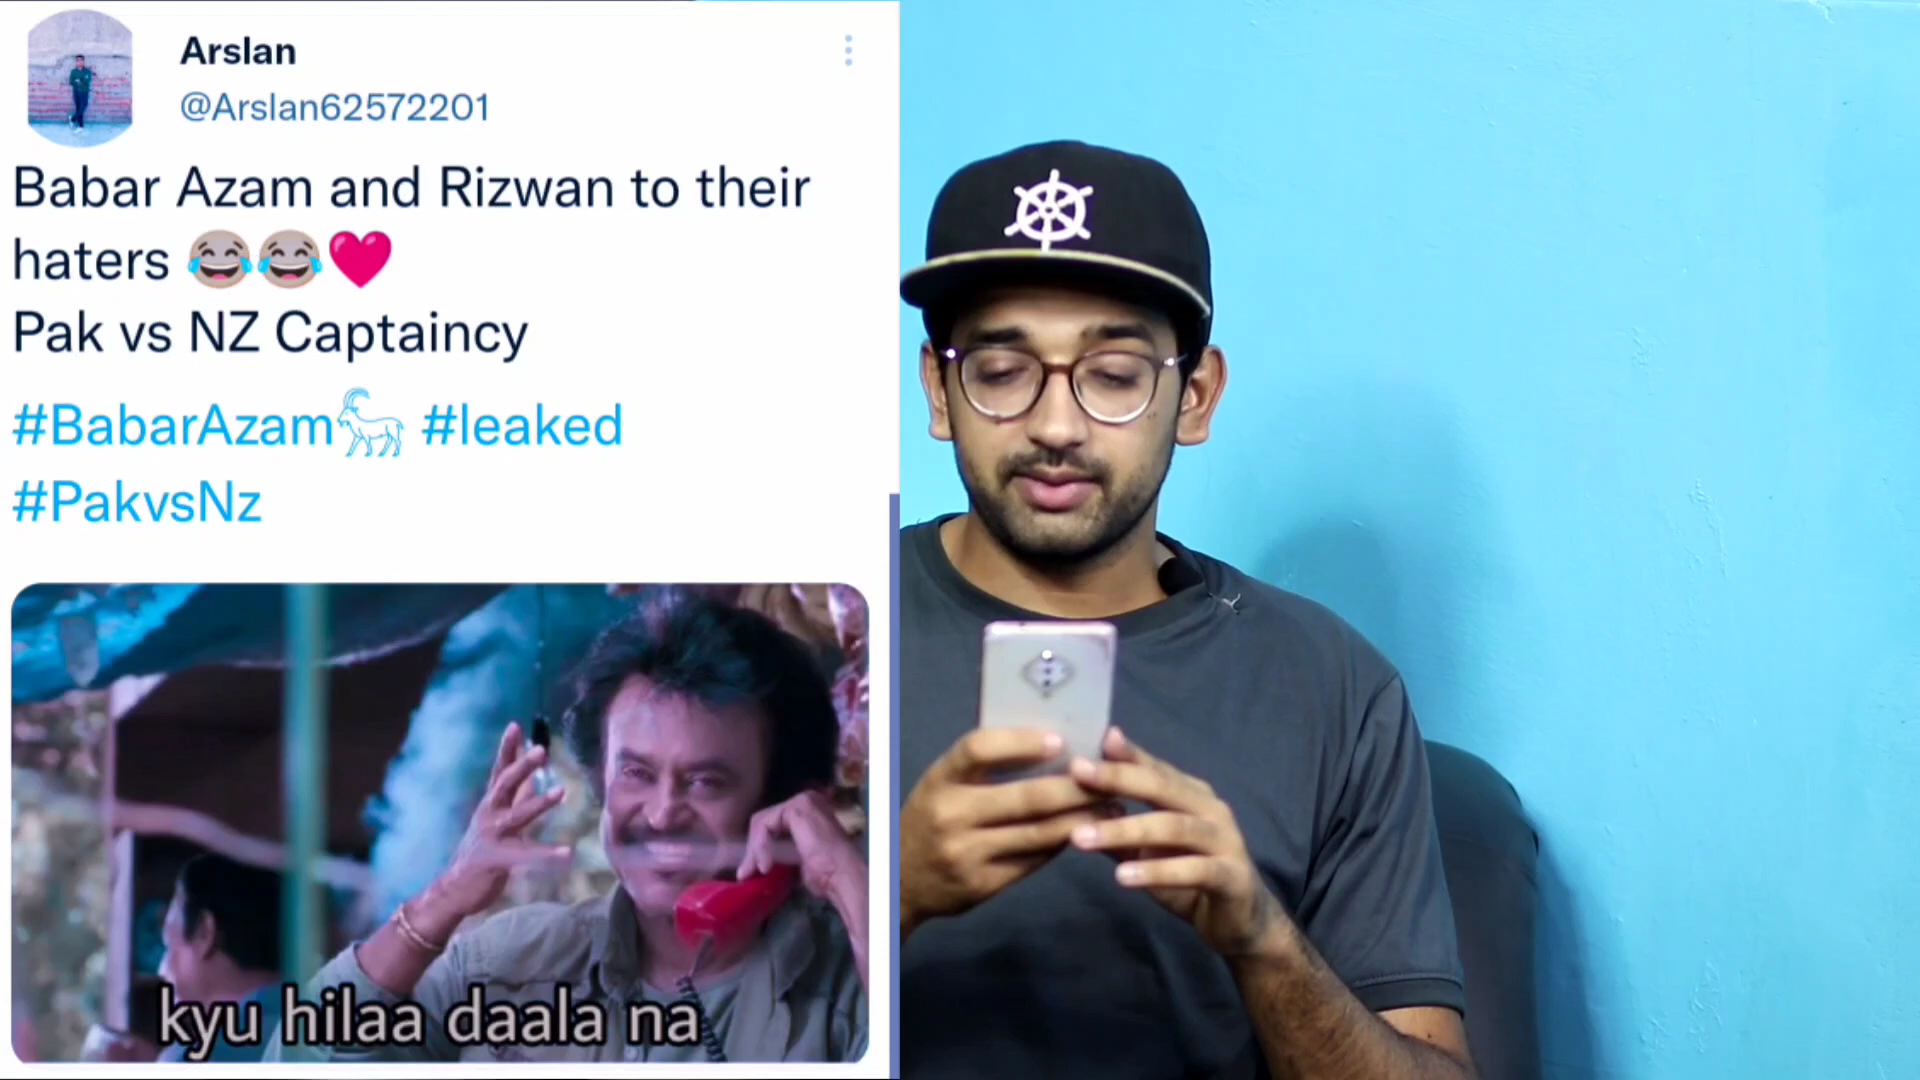 Arslan
@Arslan62572201
Babar Azam and Rizwan to their
haters 😂😂❤️
Pak vs NZ Captaincy
#BabarAzam🐐 #leaked
#PakvsNz
kyu hilaa daala na